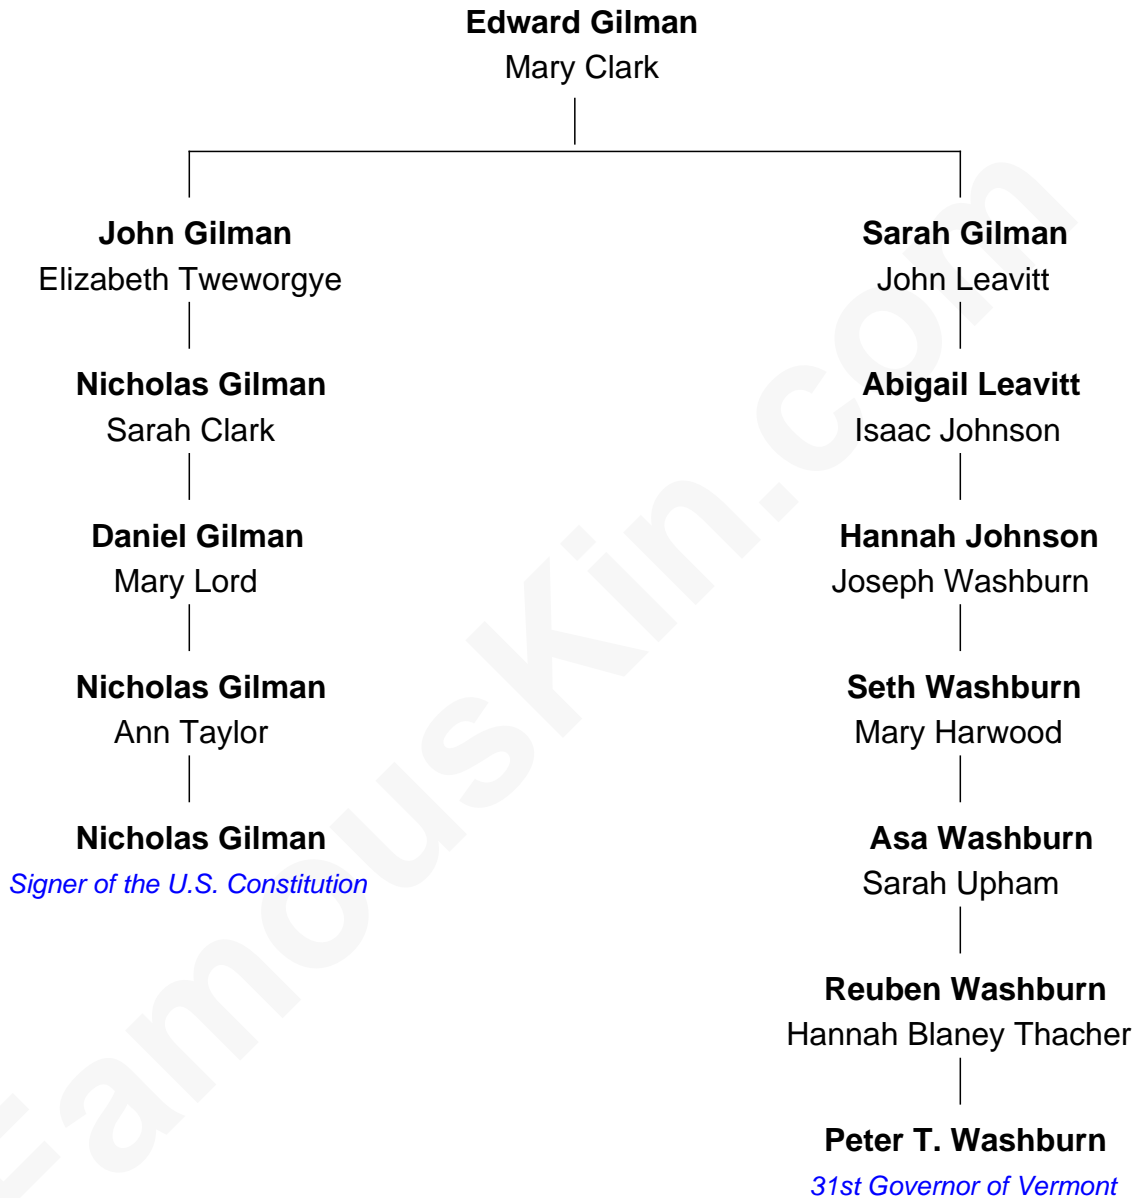 Edward Gilman
Mary Clark
John Gilman
Elizabeth Tweworgye
Sarah Gilman
John Leavitt
Nicholas Gilman
Sarah Clark
Abigail Leavitt
Isaac Johnson
Daniel Gilman
Mary Lord
Hannah Johnson
Joseph Washburn
Nicholas Gilman
Ann Taylor
Seth Washburn
Mary Harwood
Nicholas Gilman
Signer of the U.S. Constitution
Asa Washburn
Sarah Upham
Reuben Washburn
Hannah Blaney Thacher
Peter T. Washburn
31st Governor of Vermont
FamousKin.com